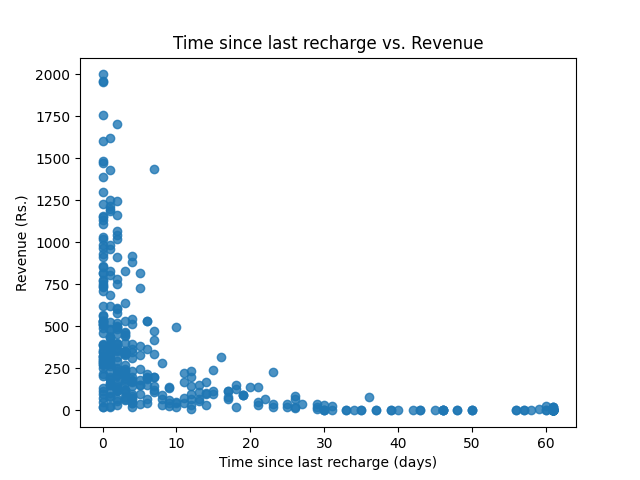 Time since last recharge vs. Revenue
2000
1750
1500
1250
1000
750
500
250
0
Revenue (Rs.)
0 10 20 30 40 50 60
Time since last recharge (days)